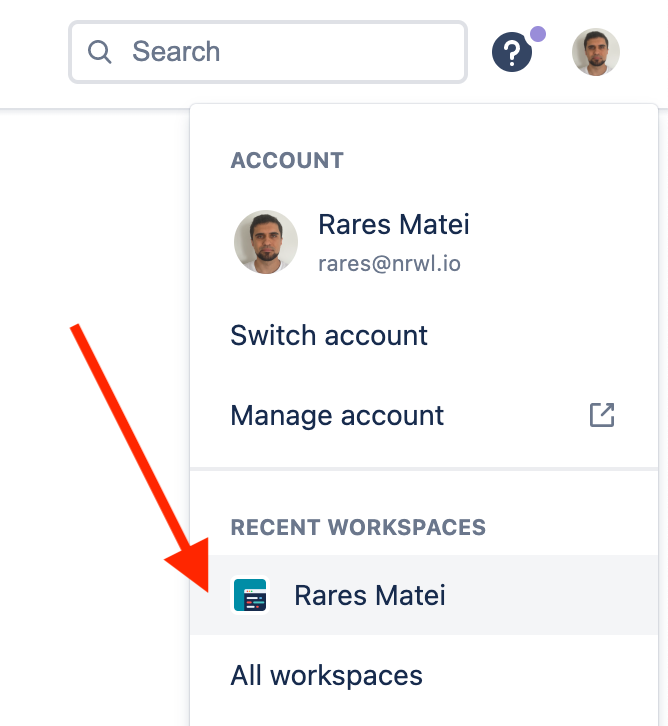 Search
?
ACCOUNT
Rares Matei
rares@nrwl.io
Switch account
Manage account
RECENT WORKSPACES
Rares Matei
All workspaces